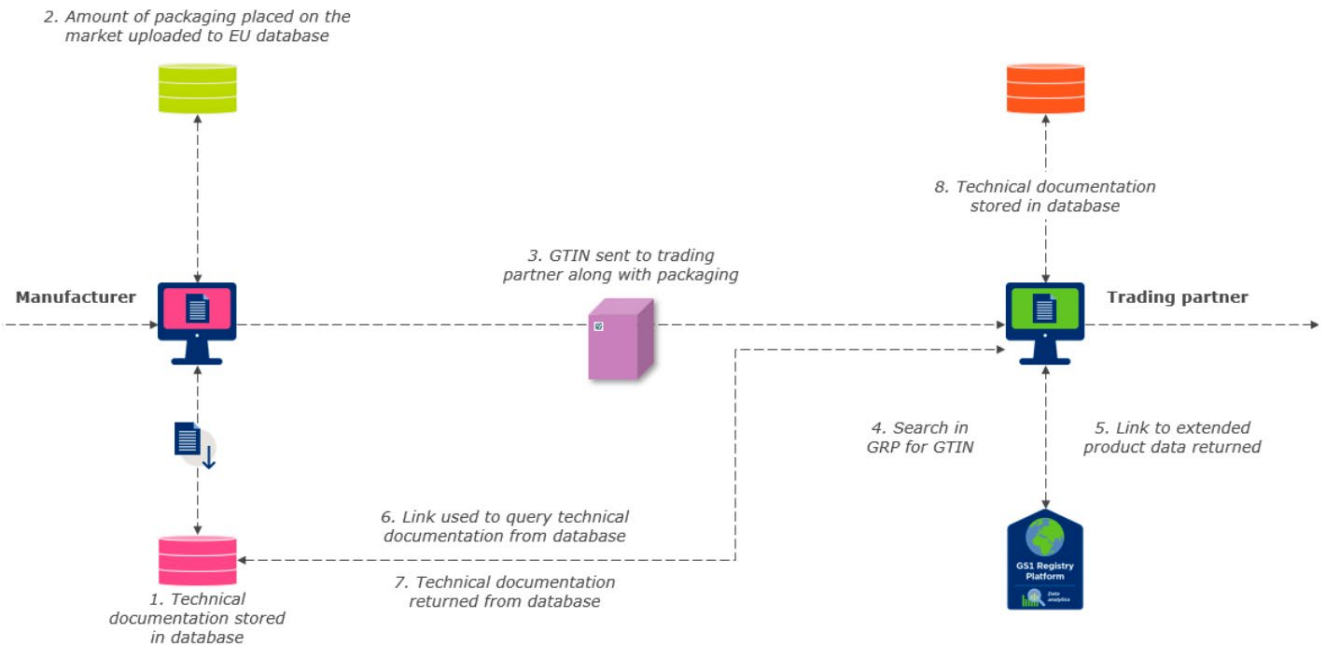 2. Amount of packaging placed on the
market uploaded to EU database
8. Technical documentation
stored in database
3. GTIN sent to trading
partner along with packaging
Manufacturer
Trading partner
4. Search in
GRP for GTIN
5. Link to extended
product data returned
6. Link used to query technical
documentation from database
7. Technical documentation
returned from database
GS1 Registry
Platform
Data
analytics
1. Technical
documentation stored
in database